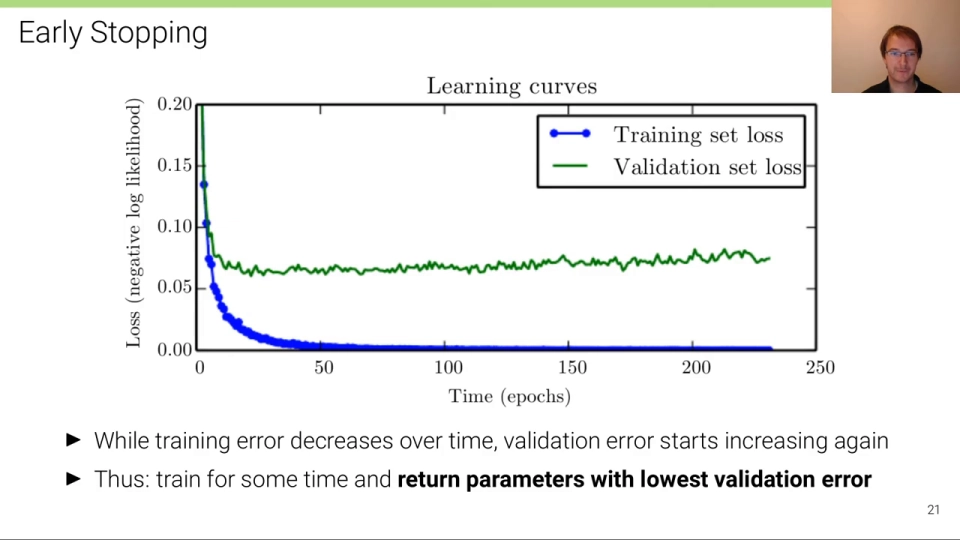 Early Stopping
Learning curves
Training set loss
Validation set loss
Loss (negative log likelihood)
0.20
0.15
0.10
0.05
0.00
0 50 100 150 200 250
Time (epochs)
While training error decreases over time, validation error starts increasing again
Thus: train for some time and return parameters with lowest validation error
21